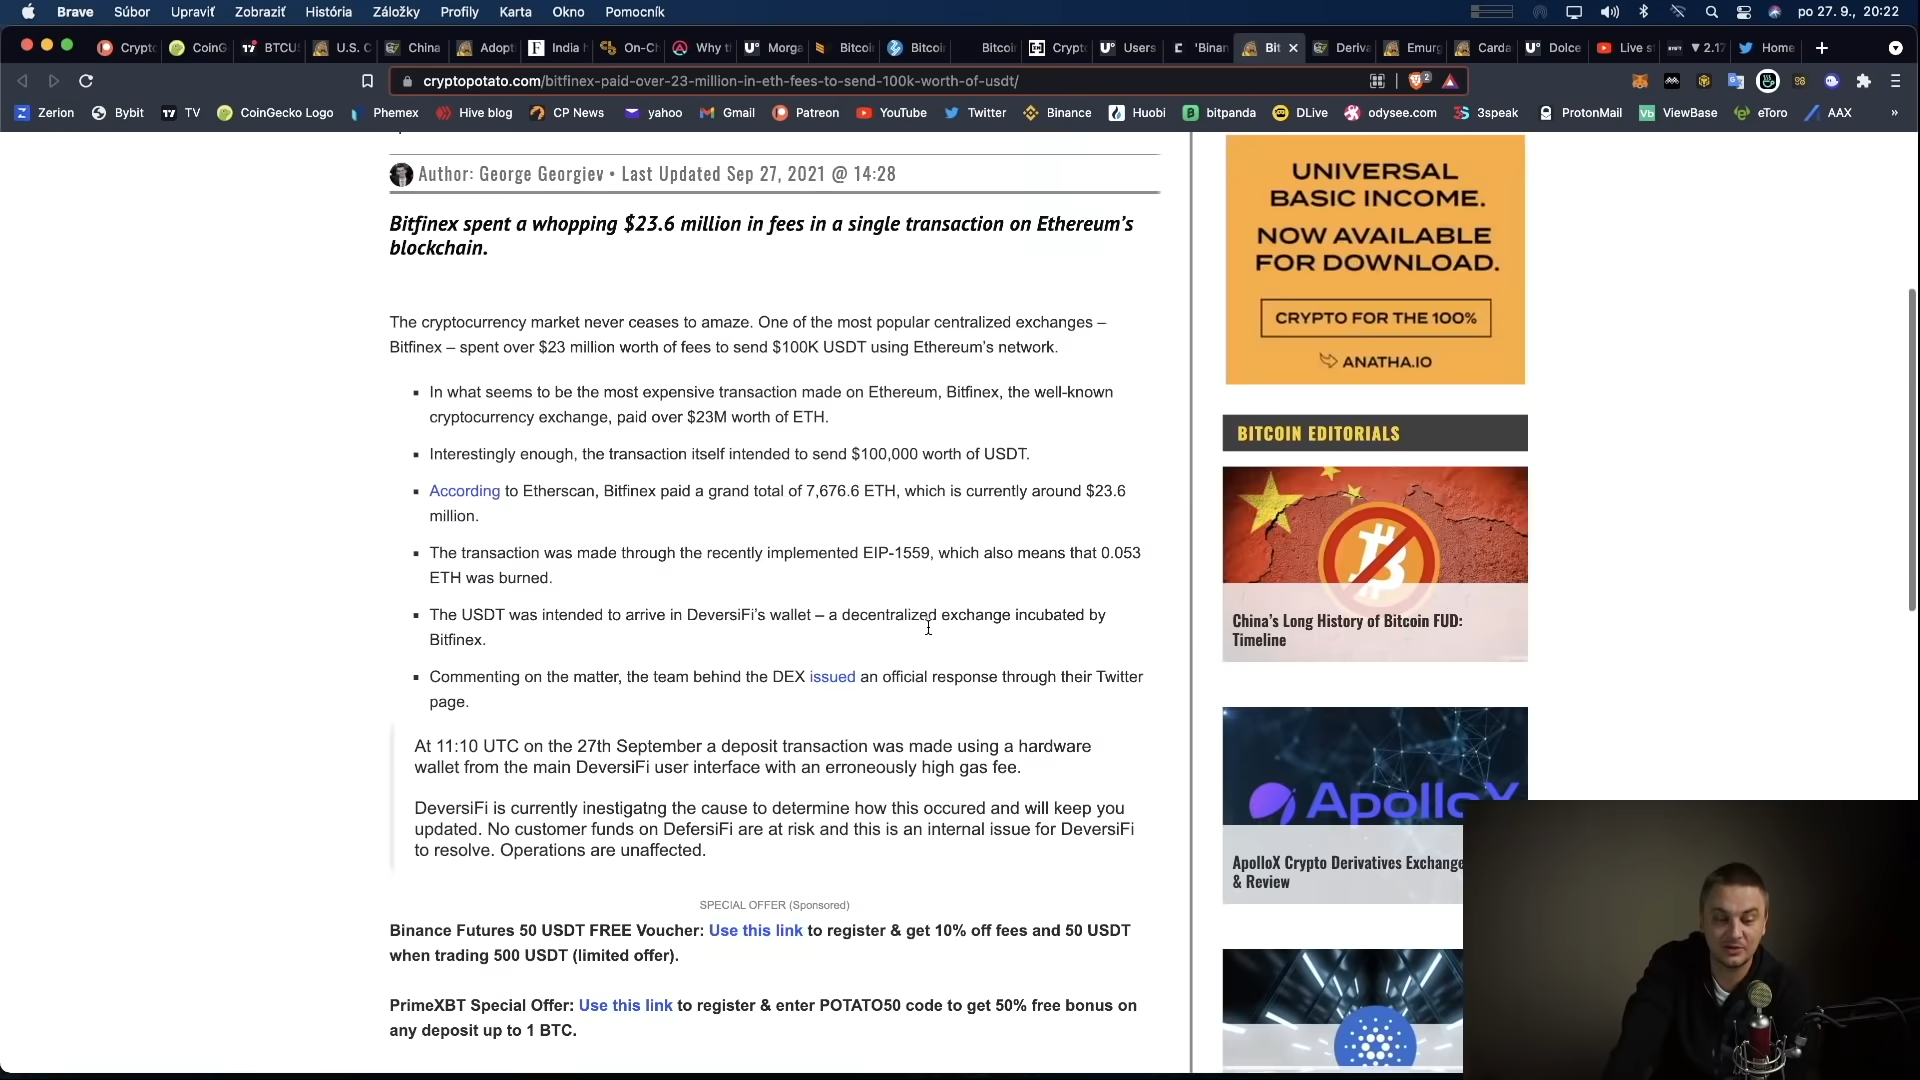 Brave Súbor Upraviť Zobraziť História Záložky Profily Karta Okno Pomocník po 27. 9., 20:22
Crypto CoinG BTCUS U.S. C China Adopt India h On-Ch Why t Morga Bitcoi Bitcoi Bitcoi Crypt Users 'Binan Bit Deriva Emurg Carda Dolce Live s ▼ 2.17 Home
cryptopotato.com/bitfinex-paid-over-23-million-in-eth-fees-to-send-100k-worth-of-usdt/ 2
Zerion Bybit TV CoinGecko Logo Phemex Hive blog CP News yahoo Gmail Patreon YouTube Twitter Binance Huobi bitpanda DLive odysee.com 3speak ProtonMail ViewBase eToro AAX »
Author: George Georgiev • Last Updated Sep 27, 2021 @ 14:28
Bitfinex spent a whopping $23.6 million in fees in a single transaction on Ethereum's
blockchain.
The cryptocurrency market never ceases to amaze. One of the most popular centralized exchanges –
Bitfinex – spent over $23 million worth of fees to send $100K USDT using Ethereum's network.
In what seems to be the most expensive transaction made on Ethereum, Bitfinex, the well-known
cryptocurrency exchange, paid over $23M worth of ETH.
Interestingly enough, the transaction itself intended to send $100,000 worth of USDT.
According to Etherscan, Bitfinex paid a grand total of 7,676.6 ETH, which is currently around $23.6
million.
The transaction was made through the recently implemented EIP-1559, which also means that 0.053
ETH was burned.
The USDT was intended to arrive in DeversiFi's wallet – a decentralized exchange incubated by
Bitfinex.
Commenting on the matter, the team behind the DEX issued an official response through their Twitter
page.
At 11:10 UTC on the 27th September a deposit transaction was made using a hardware
wallet from the main DeversiFi user interface with an erroneously high gas fee.
DeversiFi is currently inestigatng the cause to determine how this occured and will keep you
updated. No customer funds on DefersiFi are at risk and this is an internal issue for DeversiFi
to resolve. Operations are unaffected.
SPECIAL OFFER (Sponsored)
Binance Futures 50 USDT FREE Voucher: Use this link to register & get 10% off fees and 50 USDT
when trading 500 USDT (limited offer).
PrimeXBT Special Offer: Use this link to register & enter POTATO50 code to get 50% free bonus on
any deposit up to 1 BTC.
UNIVERSAL
BASIC INCOME.
NOW AVAILABLE
FOR DOWNLOAD.
CRYPTO FOR THE 100%
ANATHA.IO
BITCOIN EDITORIALS
China's Long History of Bitcoin FUD:
Timeline
ApolloX
ApolloX Crypto Derivatives Exchange
& Review